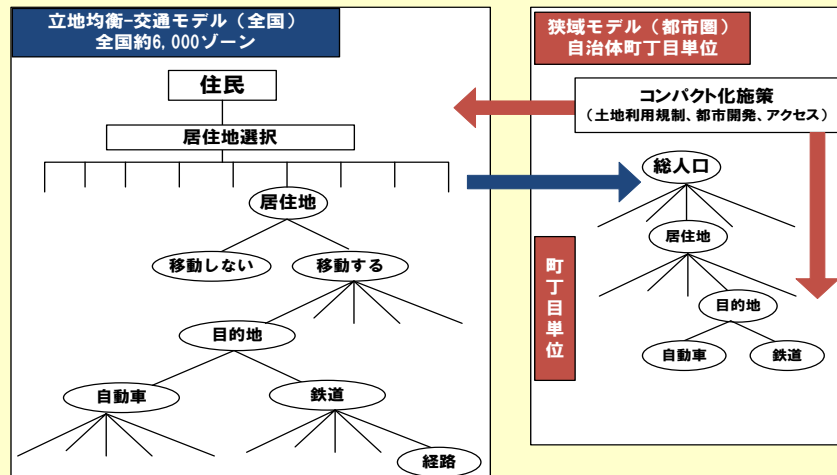 立地均衡-交通モデル（全国）
全国約6,000ゾーン
住民
居住地選択
居住地
移動しない
移動する
目的地
自動車
鉄道
経路
狭域モデル（都市圏）
自治体町丁目単位
コンパクト化施策
（土地利用規制、都市開発、アクセス）
総人口
居住地
町丁目単位
目的地
自動車
鉄道